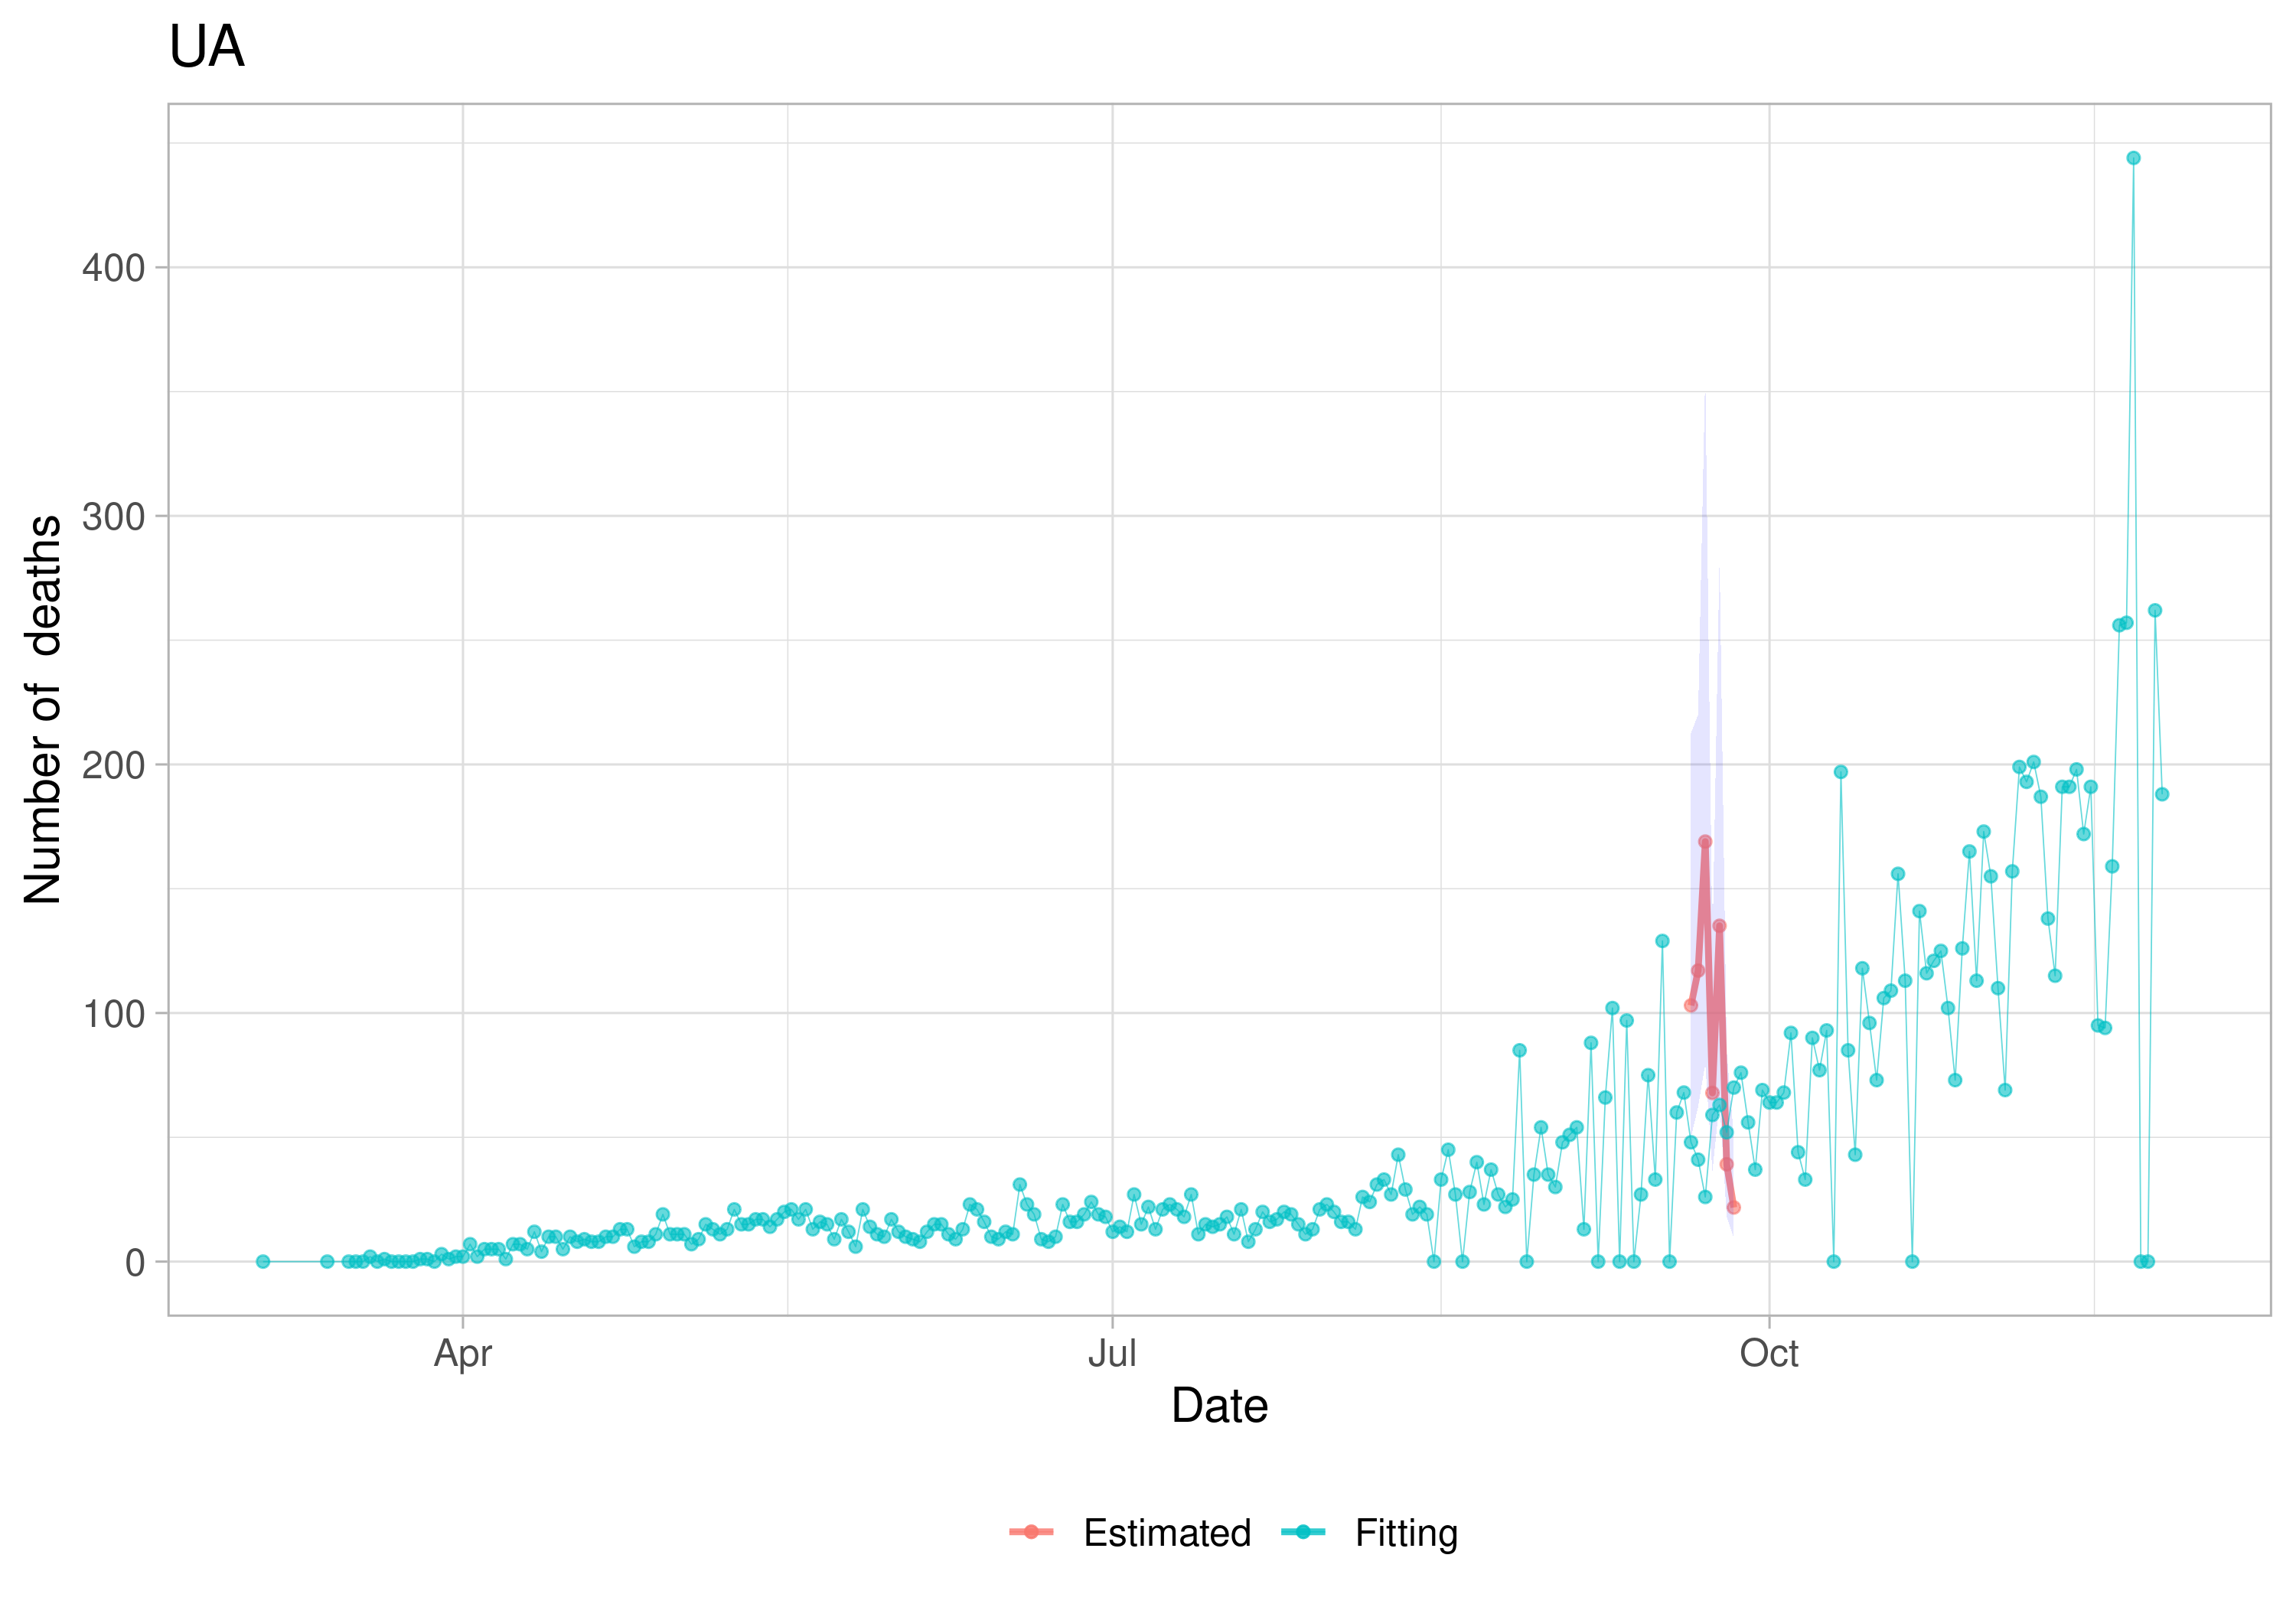 UA
Number of  deaths
400
300
200
100
0
Apr
Jul
Oct
Date
Estimated
Fitting